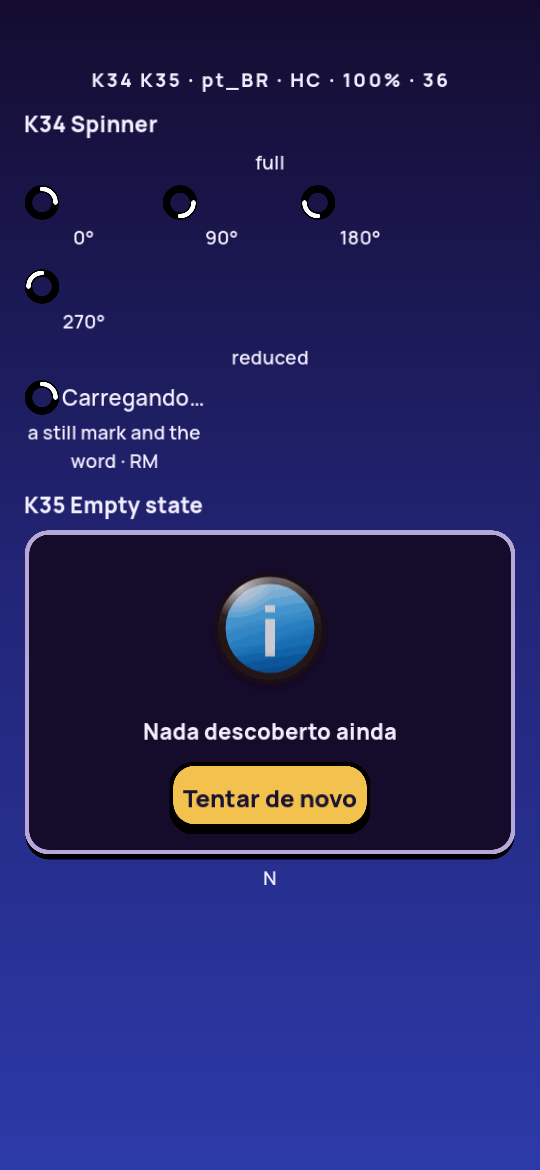 K34 K35 · pt_BR · HC · 100% · 36
K34 Spinner
full
0°
90°
180°
270°
reduced
Carregando…
a still mark and the
word · RM
K35 Empty state
i
Nada descoberto ainda
Tentar de novo
N